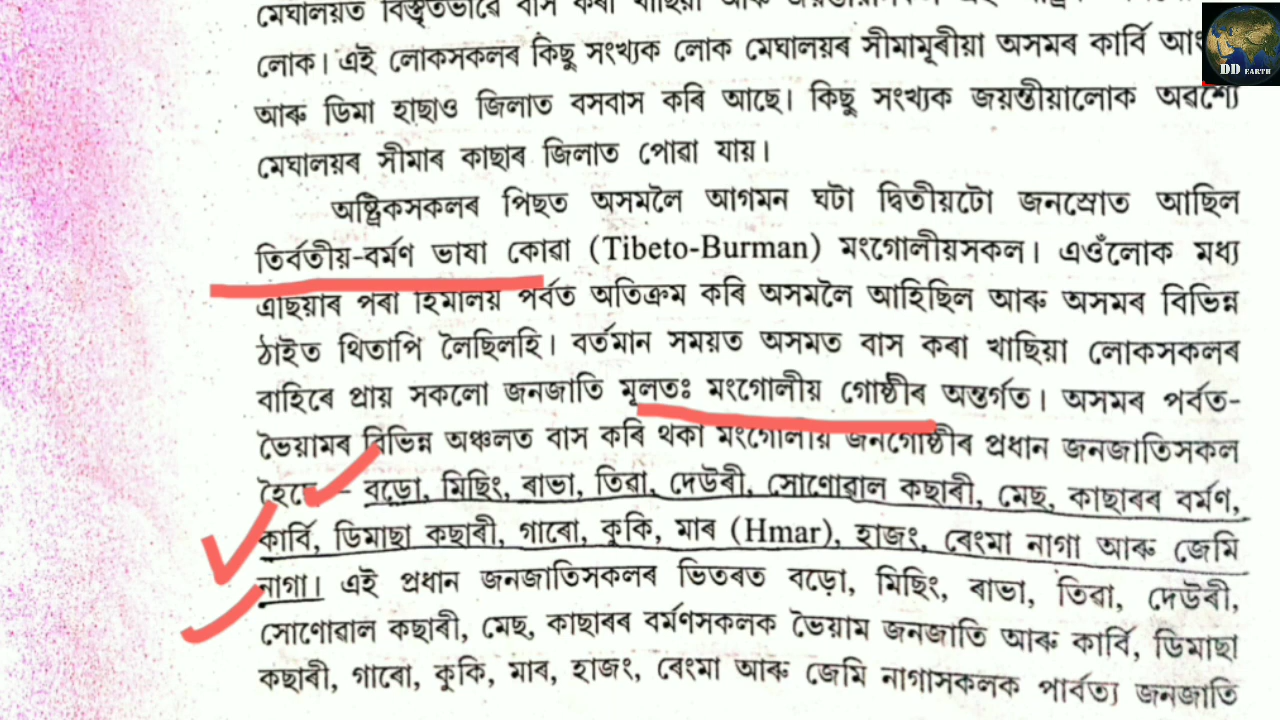 মেঘালয়ত বিস্তৃতভাৱে বাস কৰা খাছিয়া আৰু
লোক। এই লোকসকলৰ কিছু সংখ্যক লোক মেঘালয়ৰ সীমামূৰীয়া অসমৰ কাৰ্বি
আৰু ডিমা হাছাও জিলাত বসবাস কৰি আছে। কিছু সংখ্যক জয়ন্তীয়ালোক অৱশ্যে
মেঘালয়ৰ সীমাৰ কাছাৰ জিলাত পোৱা যায়।
অষ্ট্ৰিকসকলৰ পিছত অসমলৈ আগমন ঘটা দ্বিতীয়টো জনস্ৰোত আছিল
তিৰ্বতীয়-বৰ্মণ ভাষা কোৱা (Tibeto-Burman) মংগোলীয়সকল। এওঁলোক মধ্য
এছিয়াৰ পৰা হিমালয় পৰ্বত অতিক্ৰম কৰি অসমলৈ আহিছিল আৰু অসমৰ বিভিন্ন
ঠাইত থিতাপি লৈছিলহি। বৰ্তমান সময়ত অসমত বাস কৰা খাছিয়া লোকসকলৰ
বাহিৰে প্ৰায় সকলো জনজাতি মূলতঃ মংগোলীয় গোষ্ঠীৰ অন্তৰ্গত। অসমৰ পৰ্বত-
ভৈয়ামৰ বিভিন্ন অঞ্চলত বাস কৰি থকা মংগোলীয় জনগোষ্ঠীৰ প্ৰধান জনজাতিসকল
হৈছে – বড়ো, মিছিং, ৰাভা, তিৱা, দেউৰী, সোণোৱাল কছাৰী, মেছ, কাছাৰৰ বৰ্মণ,
কাৰ্বি, ডিমাছা কছাৰী, গাৰো, কুকি, মাৰ (Hmar), হাজং, ৰেংমা নাগা আৰু জেমি
নাগা। এই প্ৰধান জনজাতিসকলৰ ভিতৰত বড়ো, মিছিং, ৰাভা, তিৱা, দেউৰী,
সোণোৱাল কছাৰী, মেছ, কাছাৰৰ বৰ্মণসকলক ভৈয়াম জনজাতি আৰু কাৰ্বি, ডিমাছা
কছাৰী, গাৰো, কুকি, মাৰ, হাজং, ৰেংমা আৰু জেমি নাগাসকলক পাৰ্বত্য জনজাতি
DD EARTH